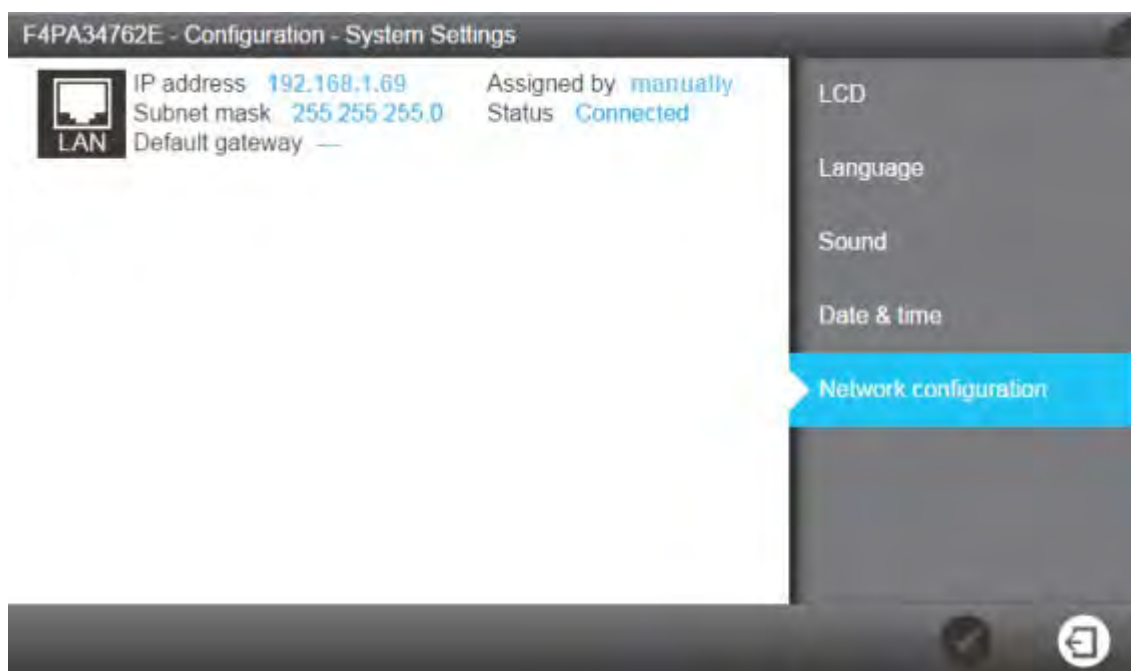 F4PA34762E - Configuration - System Settings
IP address 192.168.1.69 Assigned by manually
Subnet mask 255.255.255.0 Status Connected
Default gateway —
LAN
LCD
Language
Sound
Date & time
Network configuration